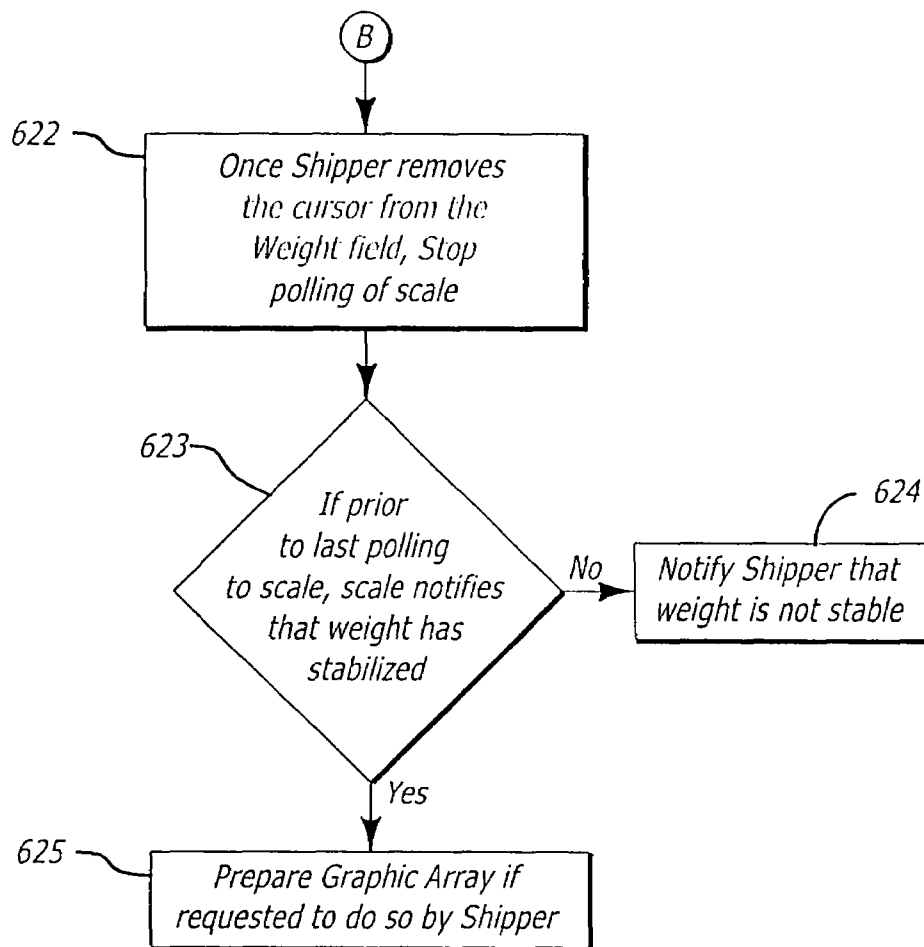 B
622
Once Shipper removes
the cursor from the
Weight field, Stop
polling of scale
623
If prior
to last polling
to scale, scale notifies
that weight has
stabilized
No
624
Notify Shipper that
weight is not stable
Yes
625
Prepare Graphic Array if
requested to do so by Shipper